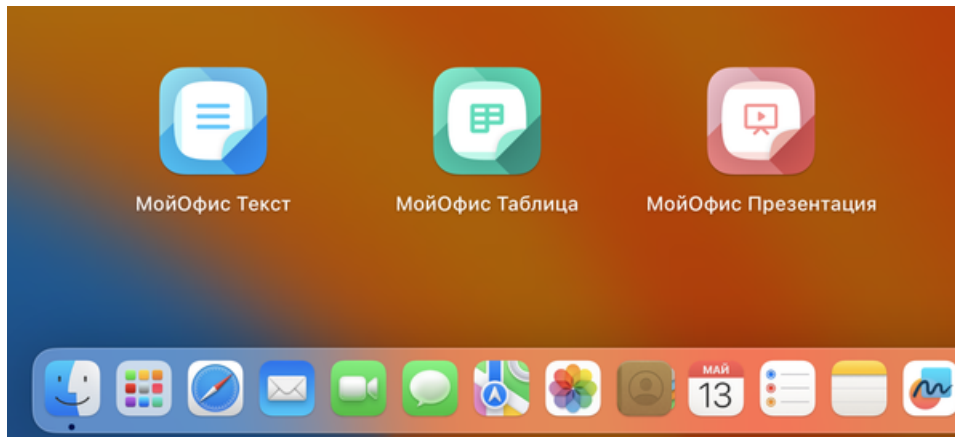 МойОфис Текст
МойОфис Таблица
МойОфис Презентация
МАЙ
13